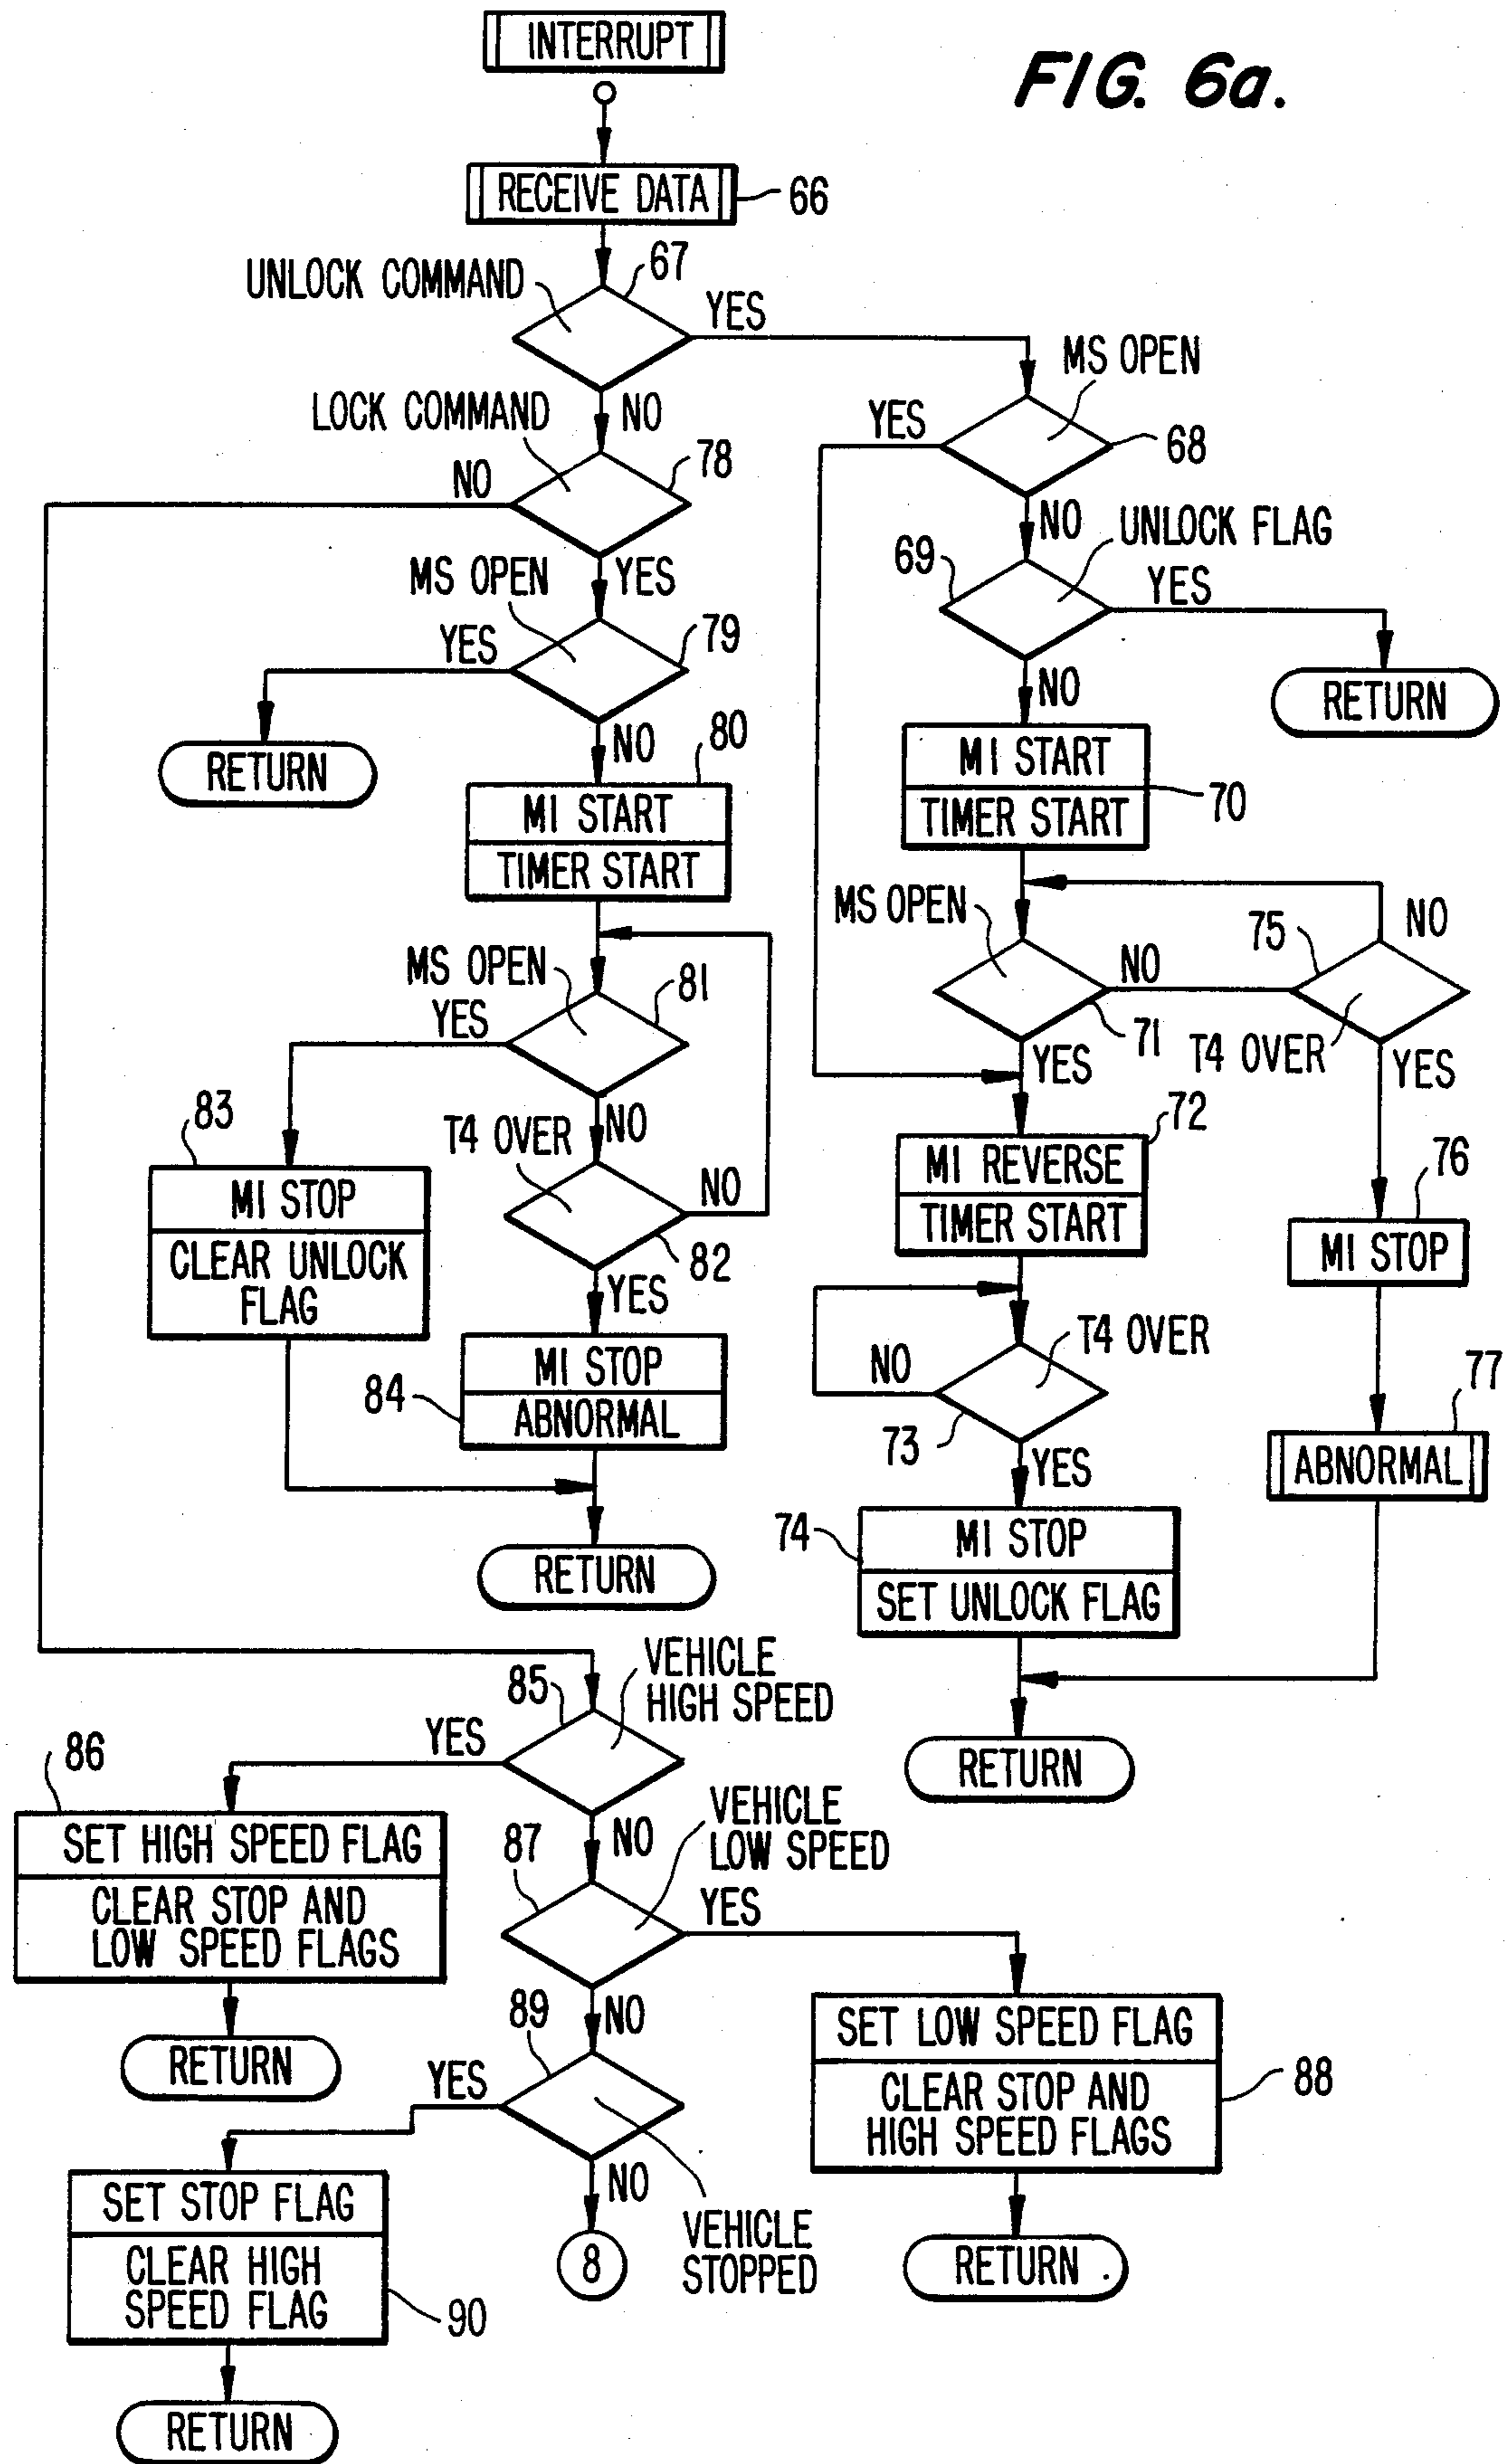 INTERRUPT
FIG. 6a.
RECEIVE DATA
66
UNLOCK COMMAND
67
YES
MS OPEN
LOCK COMMAND
NO
YES
68
78
NO
NO
UNLOCK FLAG
69
YES
MS OPEN
YES
YES
79
NO
RETURN
RETURN
NO
80
MI START
TIMER START
70
MI START
TIMER START
MS OPEN
NO
75
NO
71
T4 OVER
YES
YES
MS OPEN
81
YES
NO
T4 OVER
NO
82
YES
83
MI STOP
CLEAR UNLOCK
FLAG
72
MI REVERSE
TIMER START
76
MI STOP
T4 OVER
NO
73
YES
77
ABNORMAL
84
MI STOP
ABNORMAL
74
MI STOP
SET UNLOCK FLAG
RETURN
RETURN
85
VEHICLE
HIGH SPEED
YES
NO
86
SET HIGH SPEED FLAG
CLEAR STOP AND
LOW SPEED FLAGS
RETURN
87
VEHICLE
LOW SPEED
YES
NO
SET LOW SPEED FLAG
CLEAR STOP AND
HIGH SPEED FLAGS
88
RETURN
89
YES
NO
VEHICLE
STOPPED
8
SET STOP FLAG
CLEAR HIGH
SPEED FLAG
90
RETURN